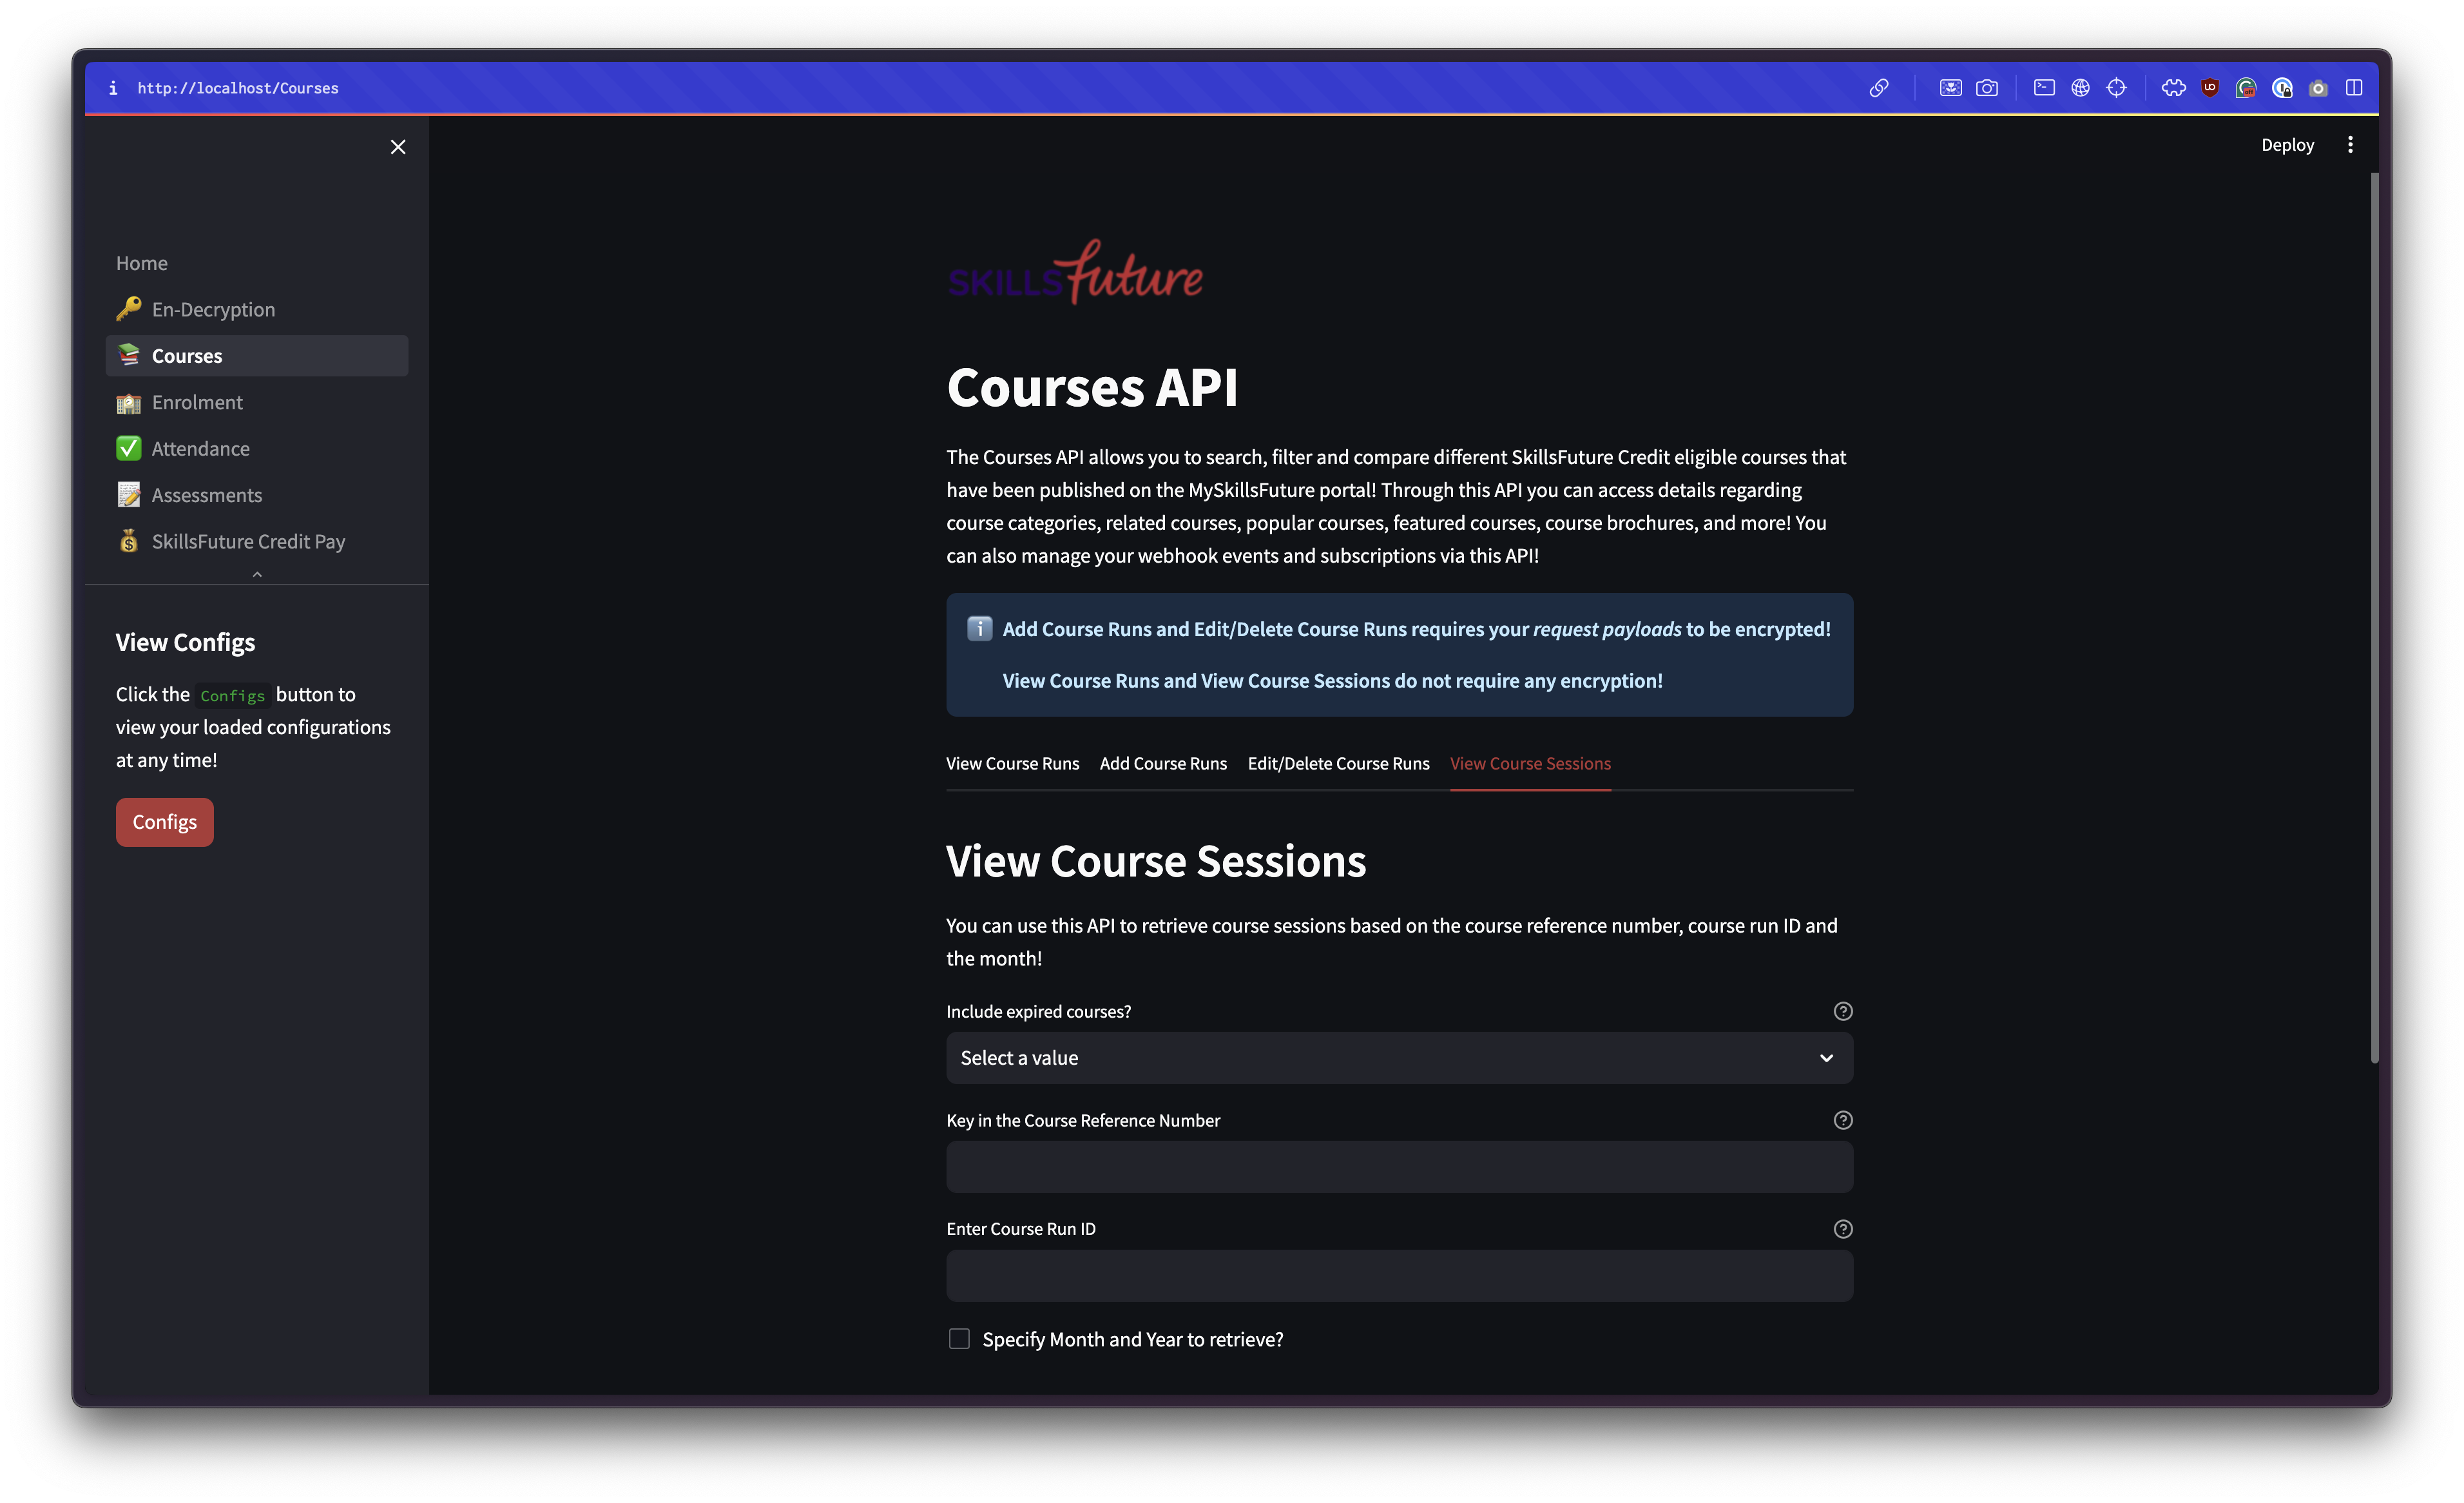 http://localhost/Courses
Deploy
Home
En-Decryption
Courses
Enrolment
Attendance
Assessments
SkillsFuture Credit Pay
View Configs
Click the Configs button to
view your loaded configurations
at any time!
Configs
SKILLSfuture
Courses API
The Courses API allows you to search, filter and compare different SkillsFuture Credit eligible courses that
have been published on the MySkillsFuture portal! Through this API you can access details regarding
course categories, related courses, popular courses, featured courses, course brochures, and more! You
can also manage your webhook events and subscriptions via this API!
Add Course Runs and Edit/Delete Course Runs requires your request payloads to be encrypted!
View Course Runs and View Course Sessions do not require any encryption!
View Course Runs Add Course Runs Edit/Delete Course Runs View Course Sessions
View Course Sessions
You can use this API to retrieve course sessions based on the course reference number, course run ID and
the month!
Include expired courses?
Select a value
Key in the Course Reference Number
Enter Course Run ID
Specify Month and Year to retrieve?